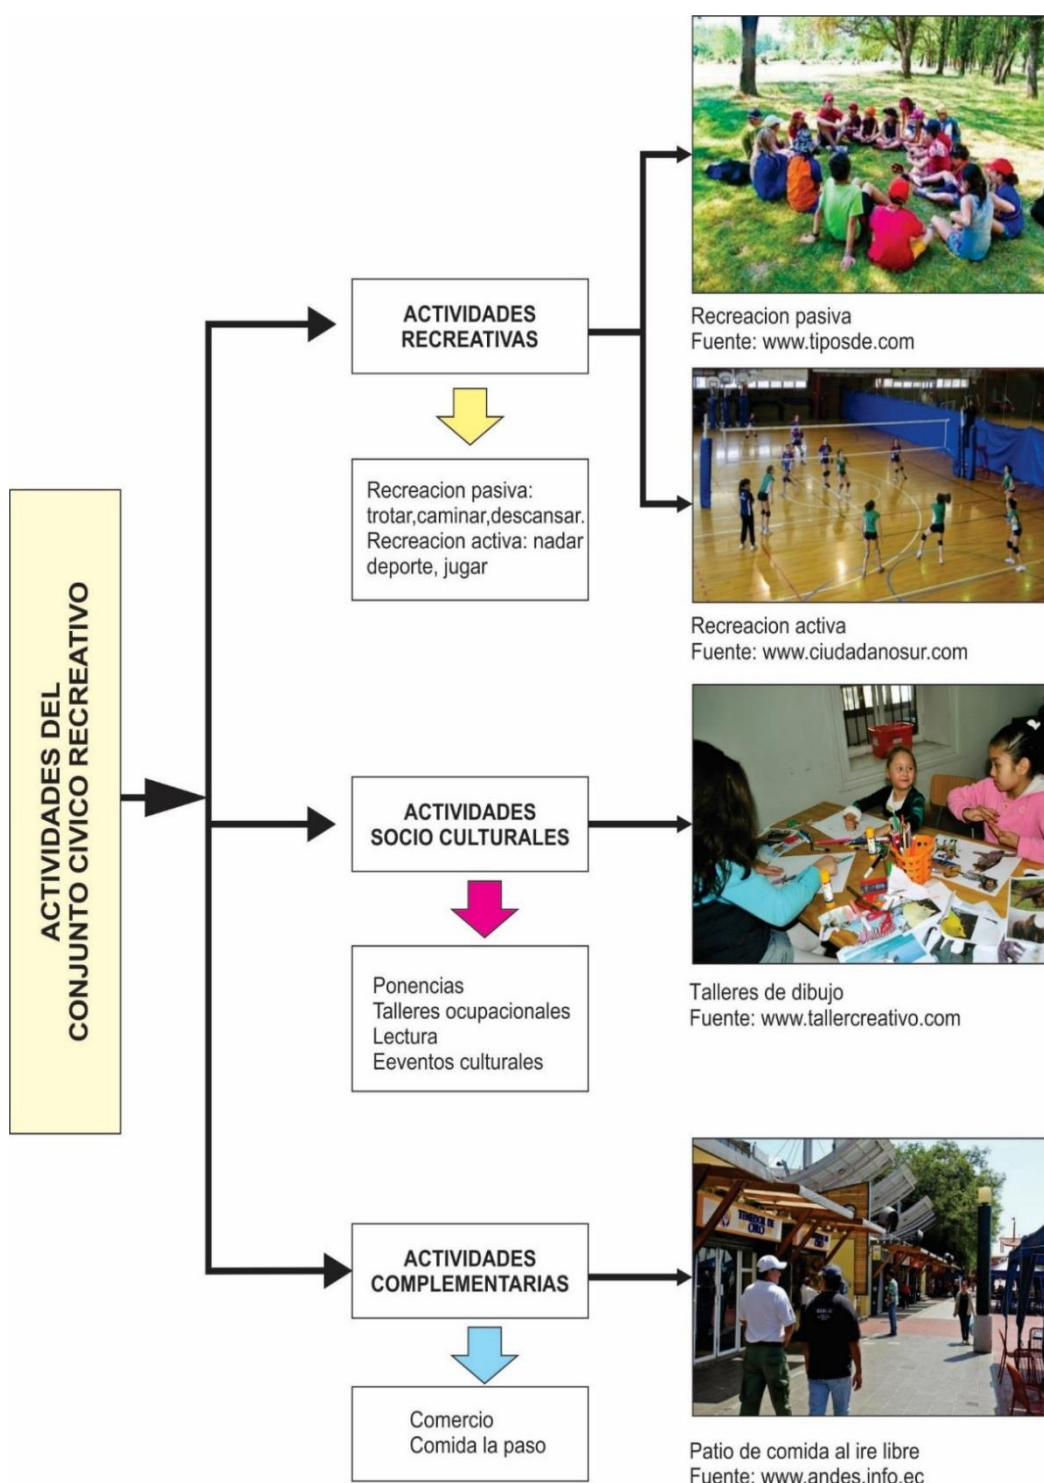 ACTIVIDADES DEL
CONJUNTO CIVICO RECREATIVO
ACTIVIDADES
RECREATIVAS
Recreacion pasiva:
trotar,caminar,descansar.
Recreacion activa: nadar
deporte, jugar
Recreacion pasiva
Fuente: www.tiposde.com
Recreacion activa
Fuente: www.ciudadanosur.com
ACTIVIDADES
SOCIO CULTURALES
Ponencias
Talleres ocupacionales
Lectura
Eeventos culturales
Talleres de dibujo
Fuente: www.tallercreativo.com
ACTIVIDADES
COMPLEMENTARIAS
Comercio
Comida la paso
TENEDOR DE
ORO
Patio de comida al ire libre
Fuente: www.andes.info.ec